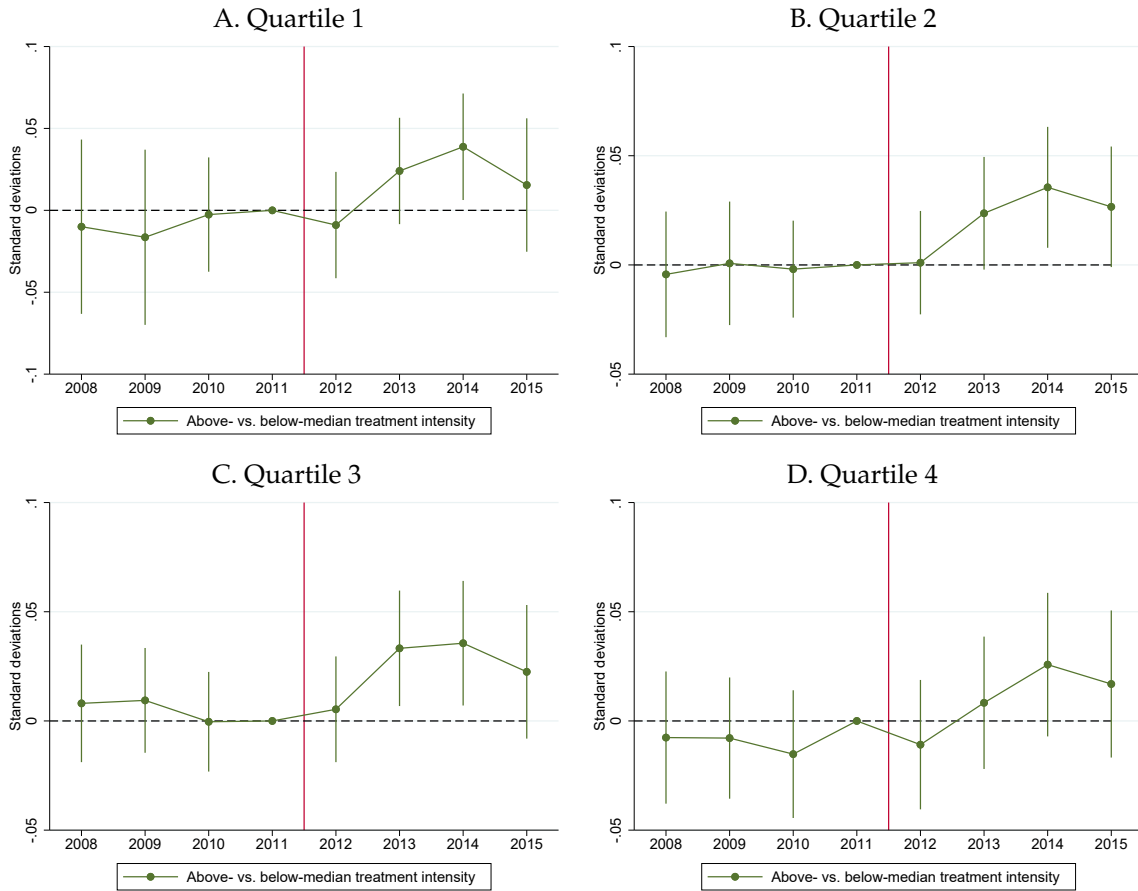 A. Quartile 1
Standard deviations
.1
.05
0
-.05
-.1
2008 2009 2010 2011 2012 2013 2014 2015
Above- vs. below-median treatment intensity
B. Quartile 2
Standard deviations
.1
.05
0
-.05
2008 2009 2010 2011 2012 2013 2014 2015
Above- vs. below-median treatment intensity
C. Quartile 3
Standard deviations
.1
.05
0
-.05
2008 2009 2010 2011 2012 2013 2014 2015
Above- vs. below-median treatment intensity
D. Quartile 4
Standard deviations
.1
.05
0
-.05
2008 2009 2010 2011 2012 2013 2014 2015
Above- vs. below-median treatment intensity